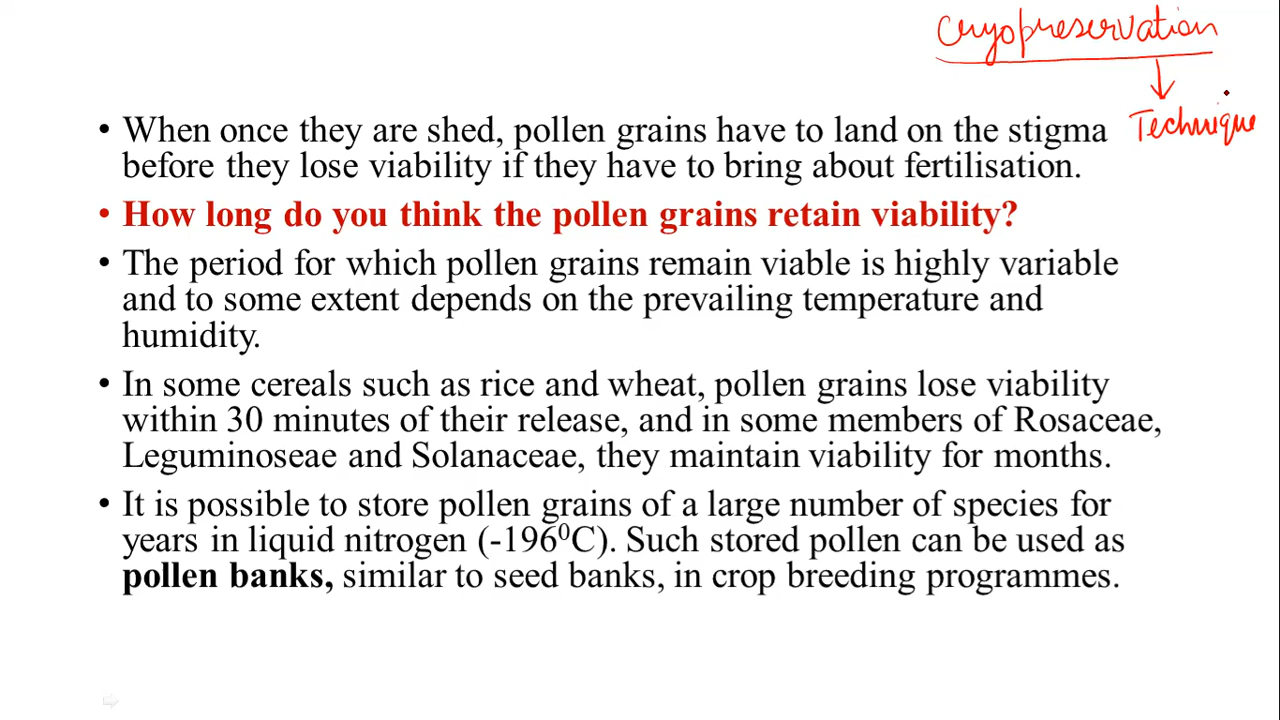 Cryopreservation
Technique
• When once they are shed, pollen grains have to land on the stigma
before they lose viability if they have to bring about fertilisation.
• How long do you think the pollen grains retain viability?
• The period for which pollen grains remain viable is highly variable
and to some extent depends on the prevailing temperature and
humidity.
• In some cereals such as rice and wheat, pollen grains lose viability
within 30 minutes of their release, and in some members of Rosaceae,
Leguminoseae and Solanaceae, they maintain viability for months.
• It is possible to store pollen grains of a large number of species for
years in liquid nitrogen (-196⁰C). Such stored pollen can be used as
pollen banks, similar to seed banks, in crop breeding programmes.